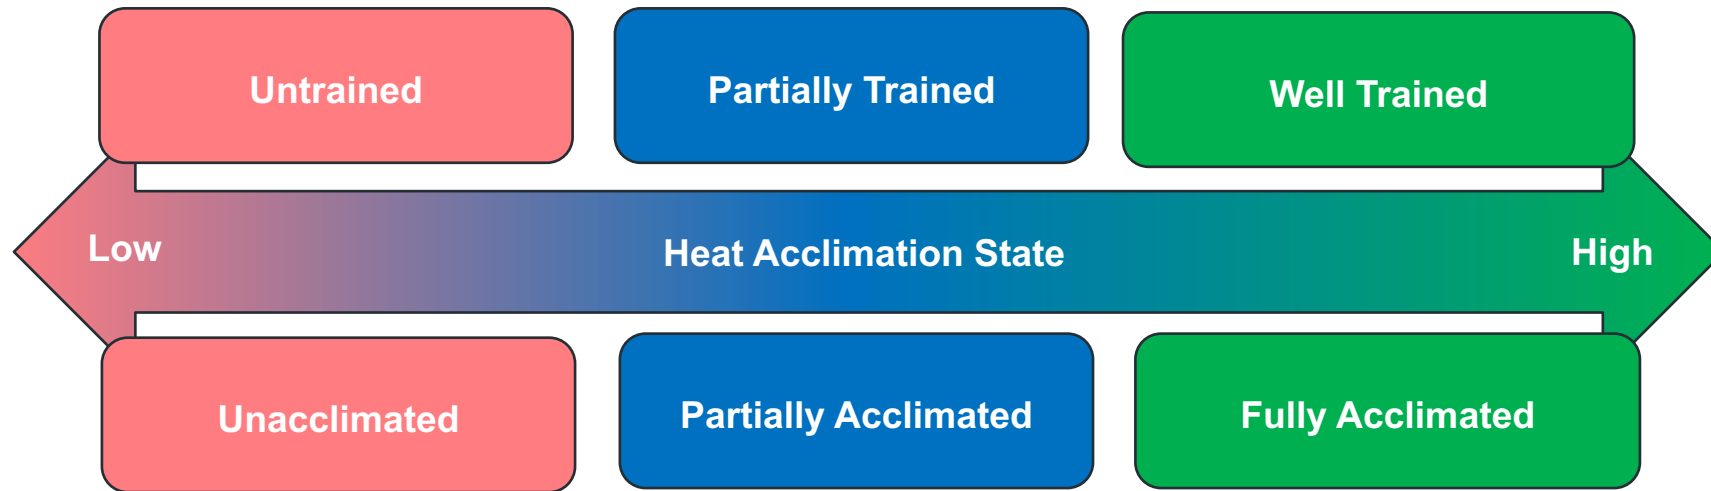 Untrained
Partially Trained
Well Trained
Low
Heat Acclimation State
High
Unacclimated
Partially Acclimated
Fully Acclimated